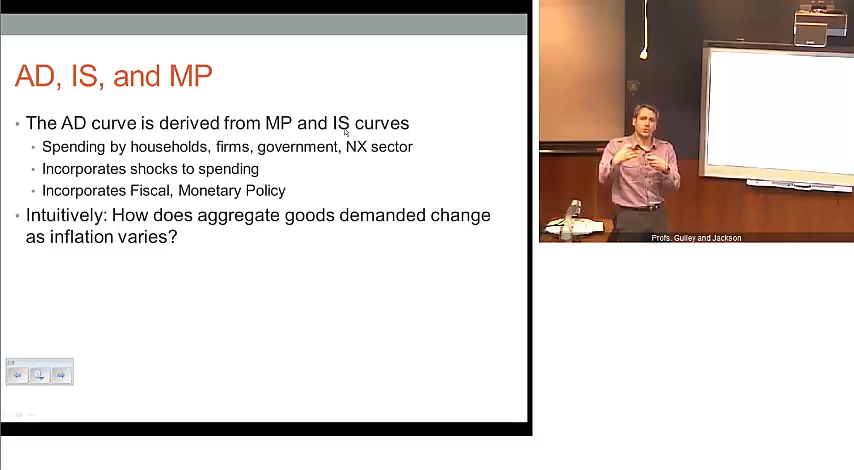 AD, IS, and MP
• The AD curve is derived from MP and IS curves
• Spending by households, firms, government, NX sector
• Incorporates shocks to spending
• Incorporates Fiscal, Monetary Policy
• Intuitively: How does aggregate goods demanded change
as inflation varies?
Profs. Gulley and Jackson